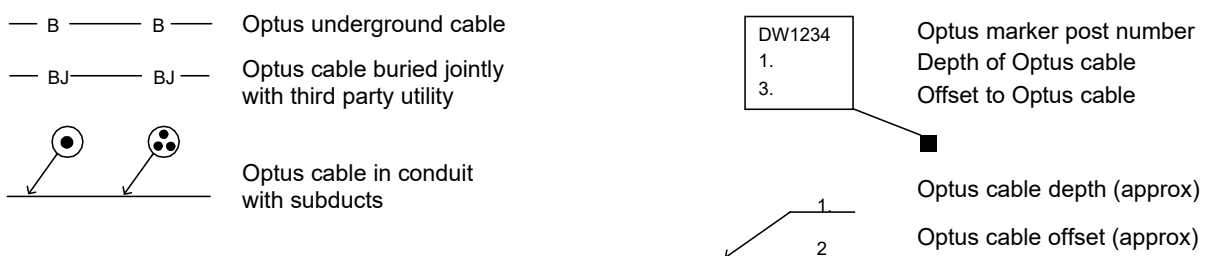 B B Optus underground cable
BJ BJ Optus cable buried jointly
with third party utility
Optus cable in conduit
with subducts
DW1234 Optus marker post number
1. Depth of Optus cable
3. Offset to Optus cable
1. Optus cable depth (approx)
2 Optus cable offset (approx)